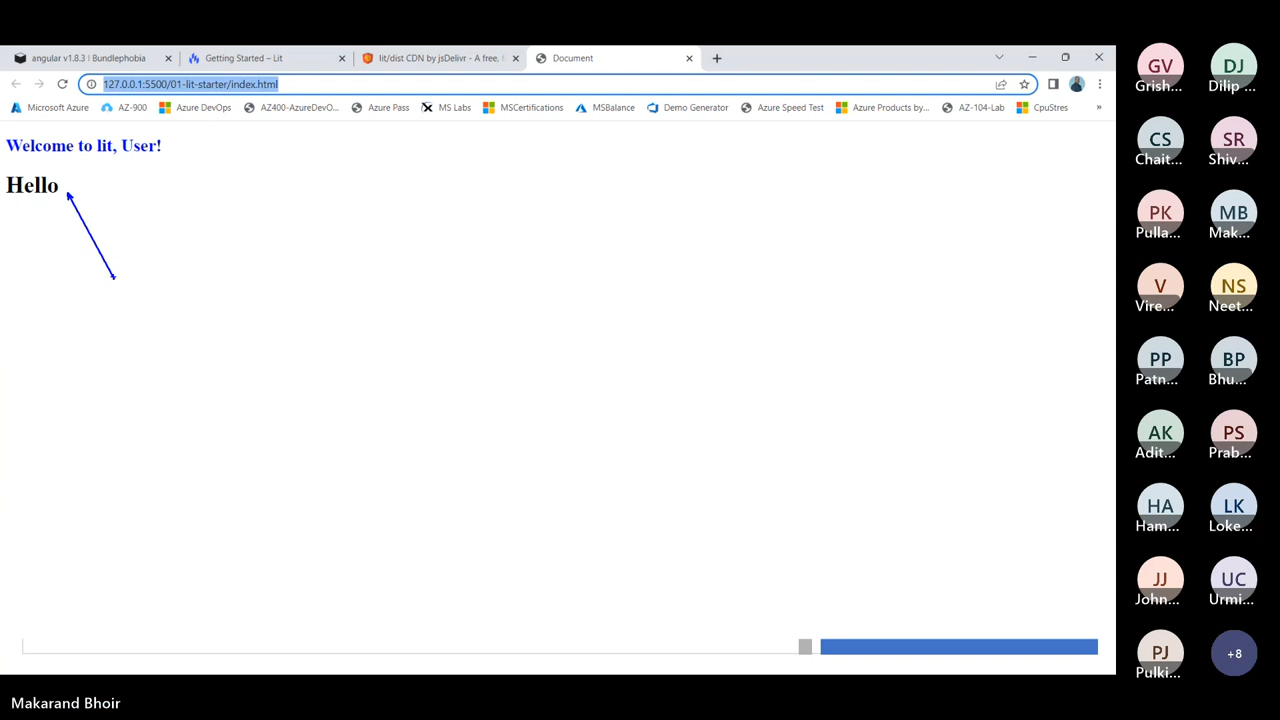 angular v1.8.3 | Bundlephobia
Getting Started – Lit
lit/dist CDN by jsDelivr - A free,
Document
127.0.0.1:5500/01-lit-starter/index.html
Microsoft Azure
AZ-900
Azure DevOps
AZ400-AzureDevO...
Azure Pass
MS Labs
MSCertifications
MSBalance
Demo Generator
Azure Speed Test
Azure Products by...
AZ-104-Lab
CpuStres
»
Welcome to lit, User!
Hello
GV
Grish...
DJ
Dilip ...
CS
Chait...
SR
Shiv...
PK
Pulla...
MB
Mak...
V
Vire...
NS
Neet...
PP
Patn...
BP
Bhu...
AK
Adit...
PS
Prab...
HA
Ham...
LK
Loke...
JJ
John...
UC
Urmi...
PJ
Pulki...
+8
Makarand Bhoir